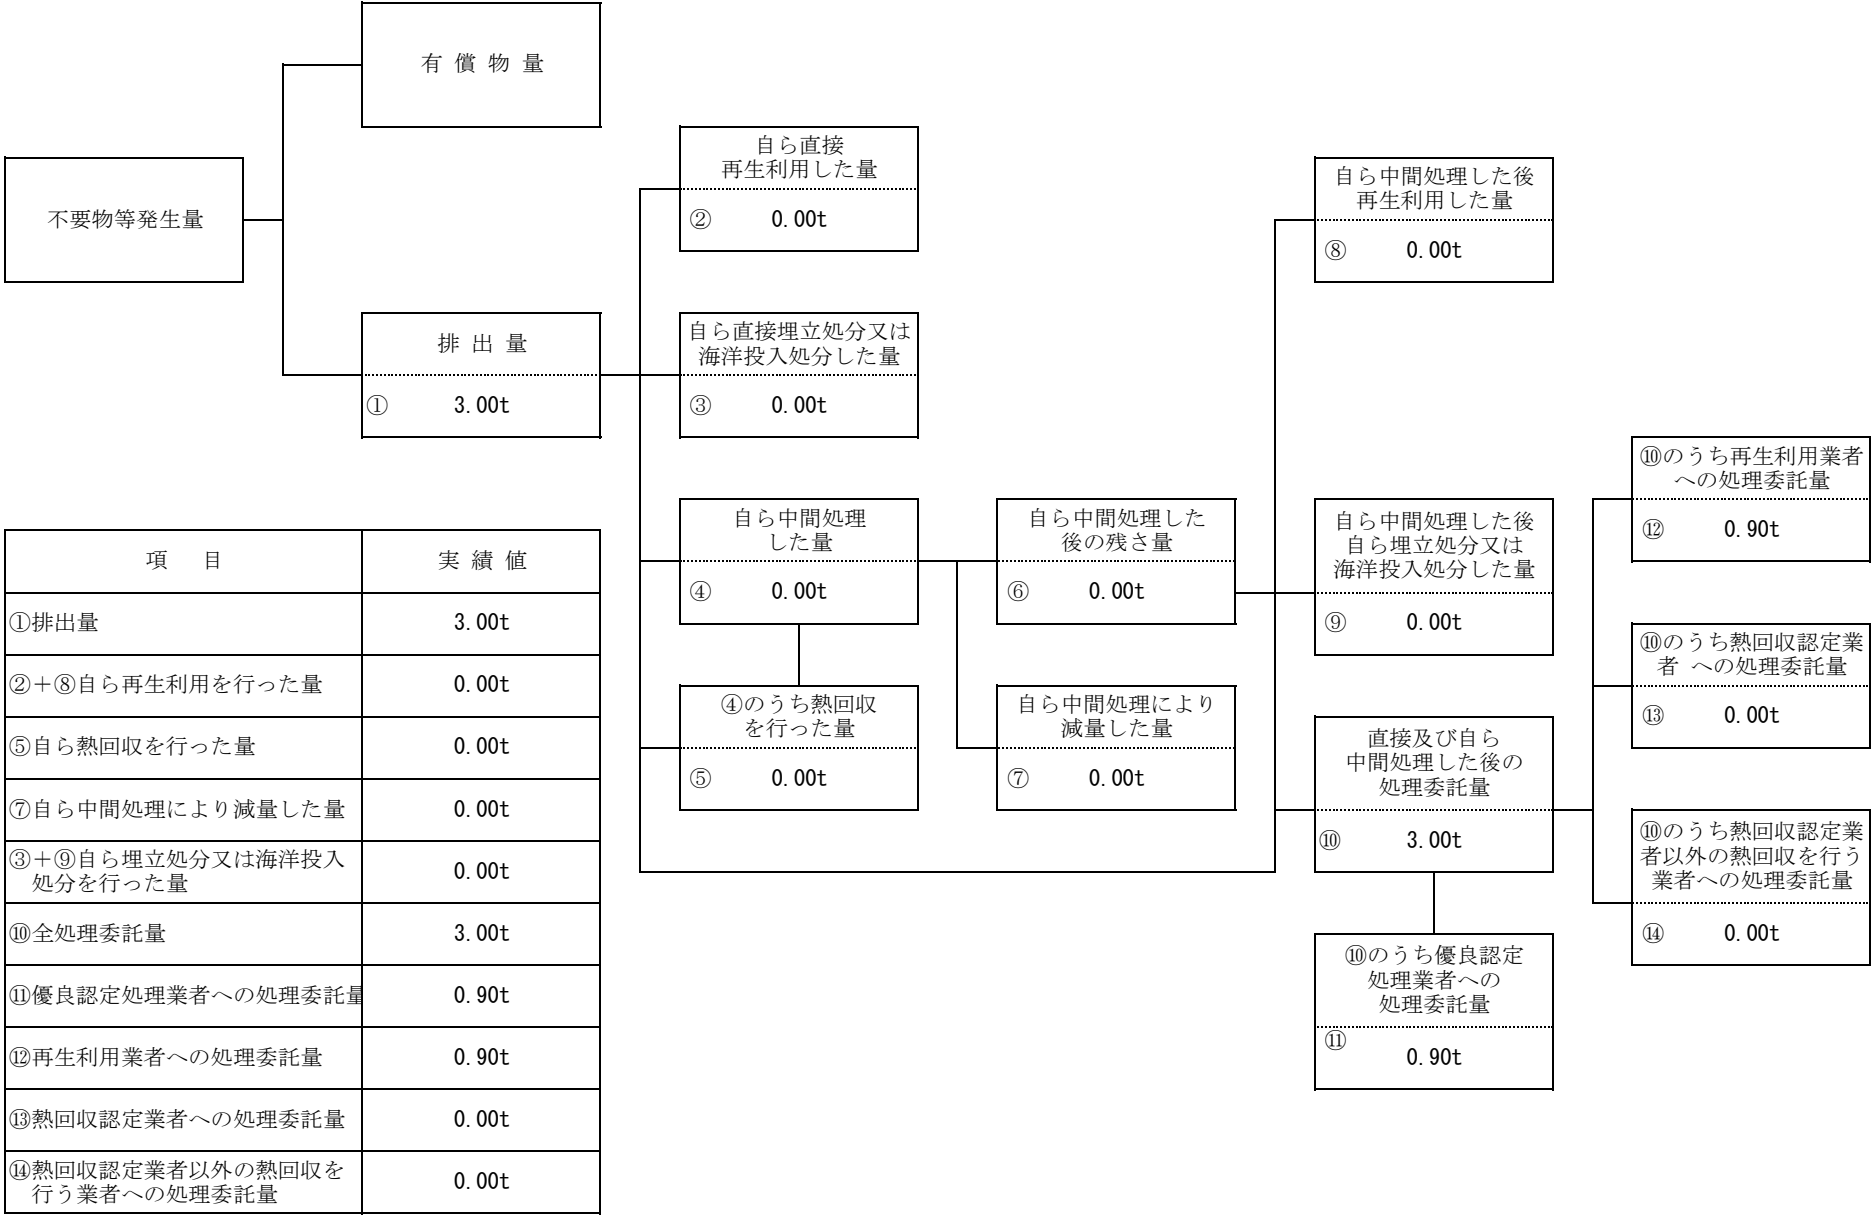 有 償 物 量
不要物等発生量
排 出 量
① 3.00t
自ら直接
再生利用した量
② 0.00t
自ら直接埋立処分又は
海洋投入処分した量
③ 0.00t
自ら中間処理
した量
④ 0.00t
④のうち熱回収
を行った量
⑤ 0.00t
自ら中間処理した
後の残さ量
⑥ 0.00t
自ら中間処理により
減量した量
⑦ 0.00t
自ら中間処理した後
再生利用した量
⑧ 0.00t
自ら中間処理した後
自ら埋立処分又は
海洋投入処分した量
⑨ 0.00t
直接及び自ら
中間処理した後の
処理委託量
⑩ 3.00t
⑩のうち優良認定
処理業者への
処理委託量
⑪ 0.90t
⑩のうち再生利用業者
への処理委託量
⑫ 0.90t
⑩のうち熱回収認定業
者 への処理委託量
⑬ 0.00t
⑩のうち熱回収認定業
者以外の熱回収を行う
業者への処理委託量
⑭ 0.00t
項 目 実 績 値
①排出量 3.00t
②＋⑧自ら再生利用を行った量 0.00t
⑤自ら熱回収を行った量 0.00t
⑦自ら中間処理により減量した量 0.00t
③＋⑨自ら埋立処分又は海洋投入
処分を行った量 0.00t
⑩全処理委託量 3.00t
⑪優良認定処理業者への処理委託量 0.90t
⑫再生利用業者への処理委託量 0.90t
⑬熱回収認定業者への処理委託量 0.00t
⑭熱回収認定業者以外の熱回収を
行う業者への処理委託量 0.00t